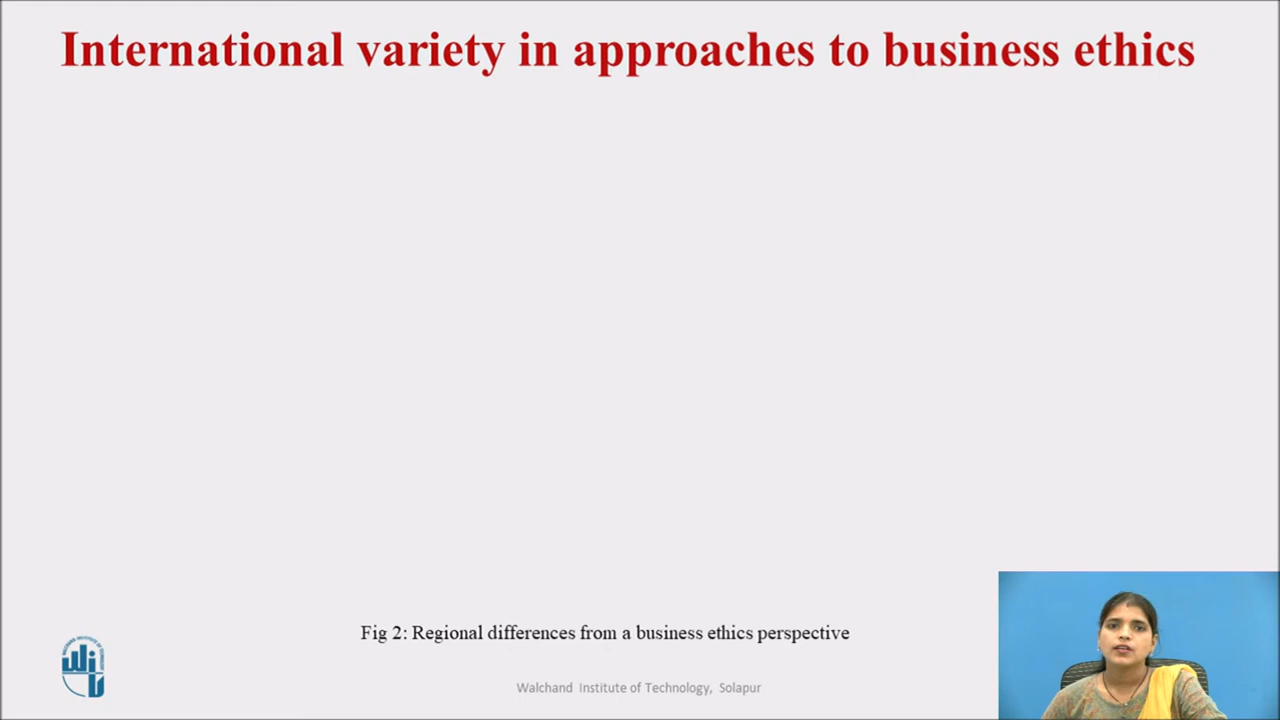 International variety in approaches to business ethics
Fig 2: Regional differences from a business ethics perspective
Walchand Institute of Technology, Solapur